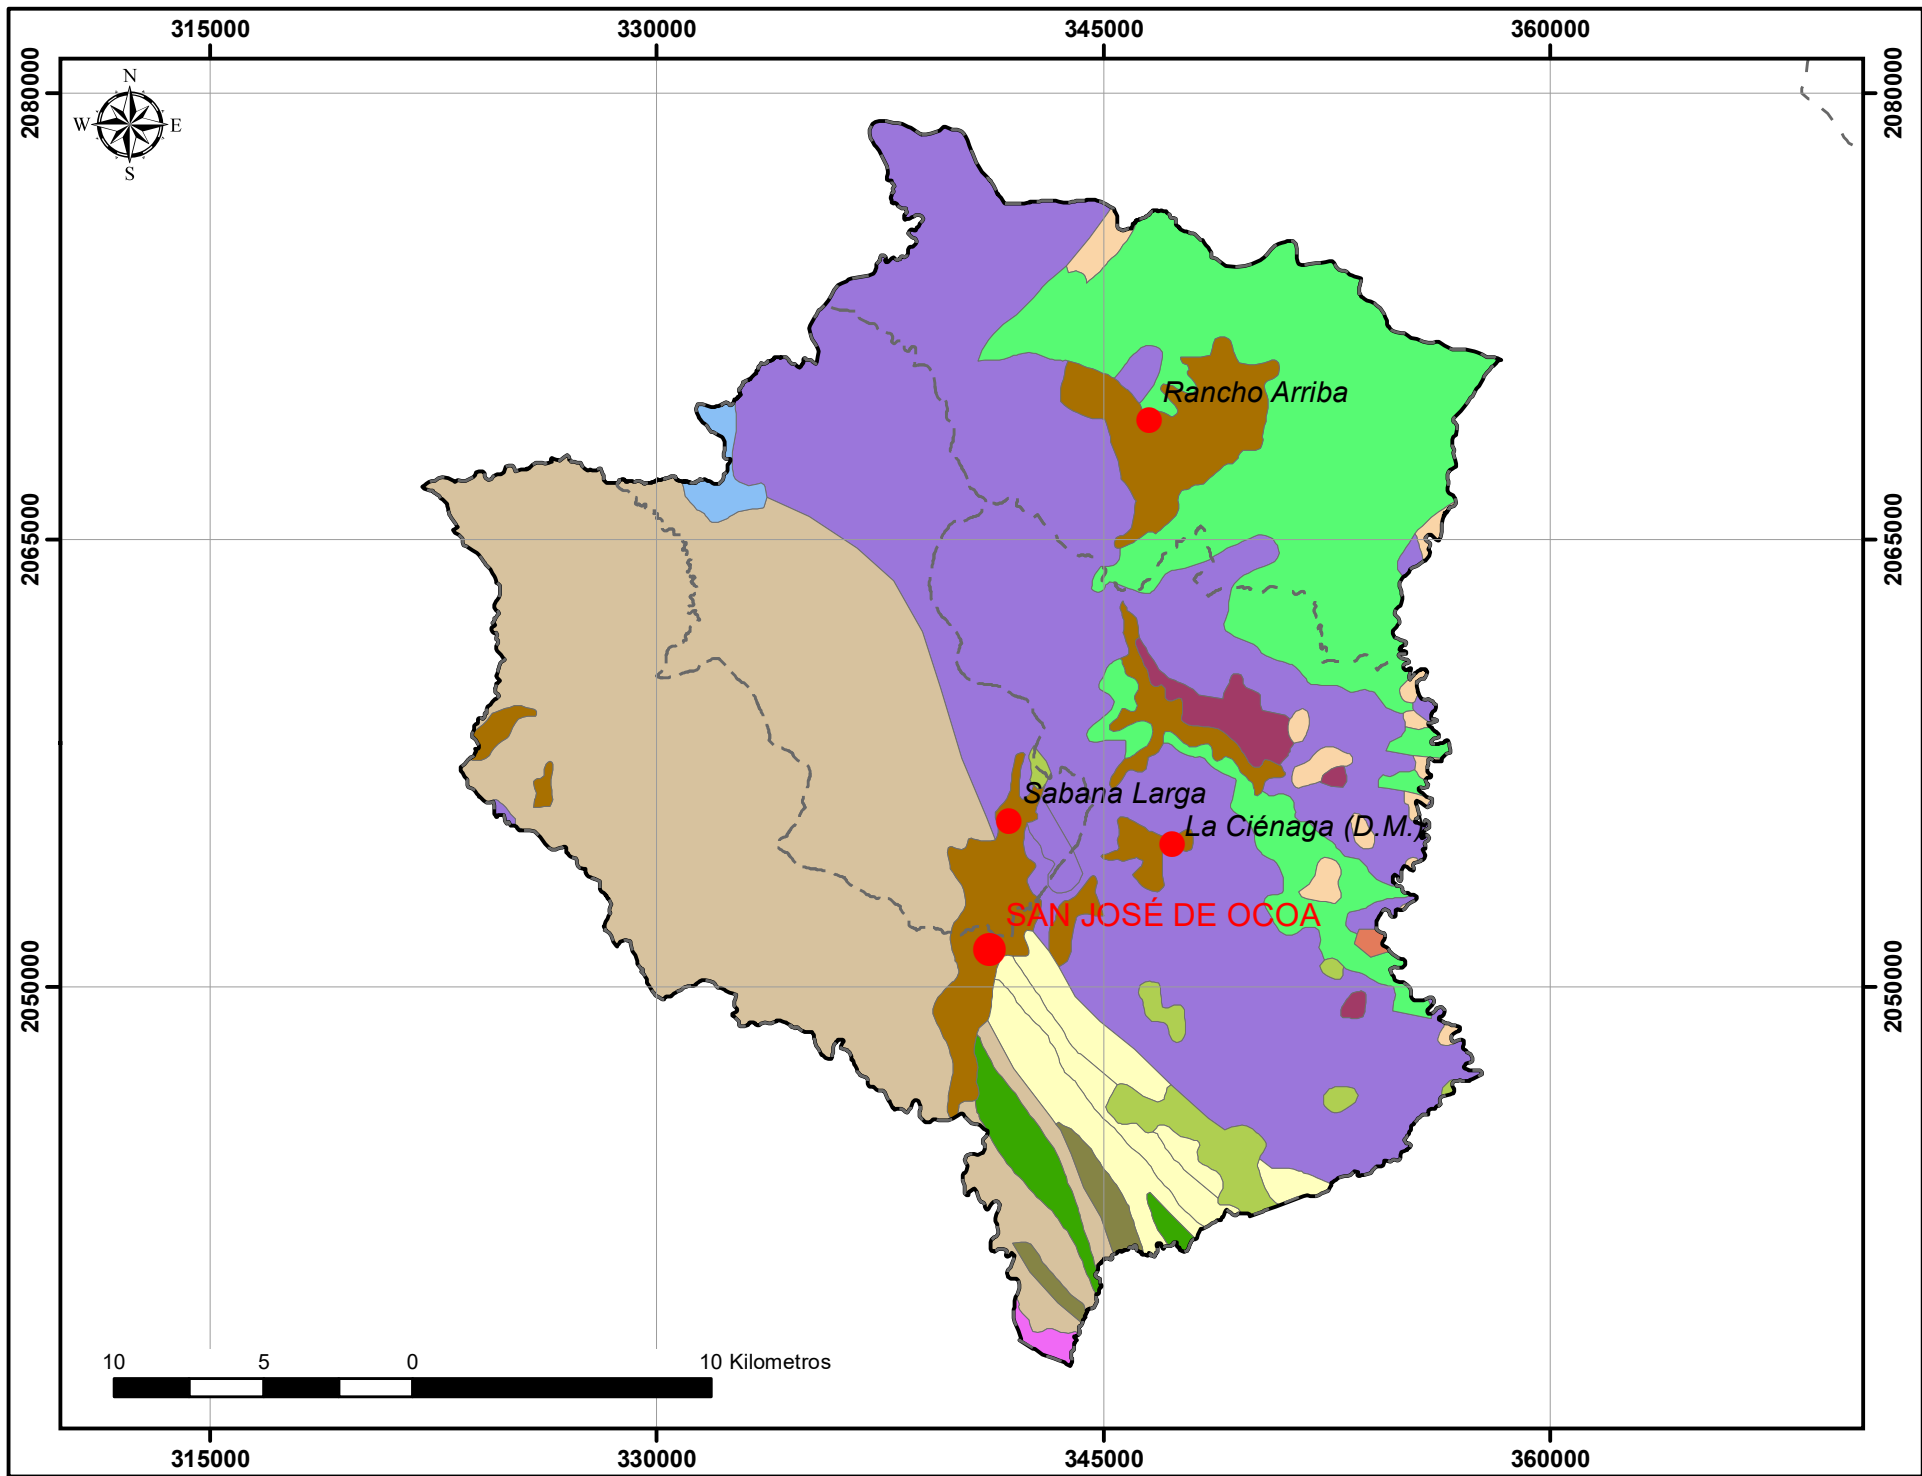 315000 330000 345000 360000
2080000 2080000
N
W E
S
Rancho Arriba
2065000 2065000
Sabana Larga
La Ciénaga (D.M.)
SAN JOSÉ DE OCOA
2050000 2050000
10 5 0 10 Kilometros
315000 330000 345000 360000